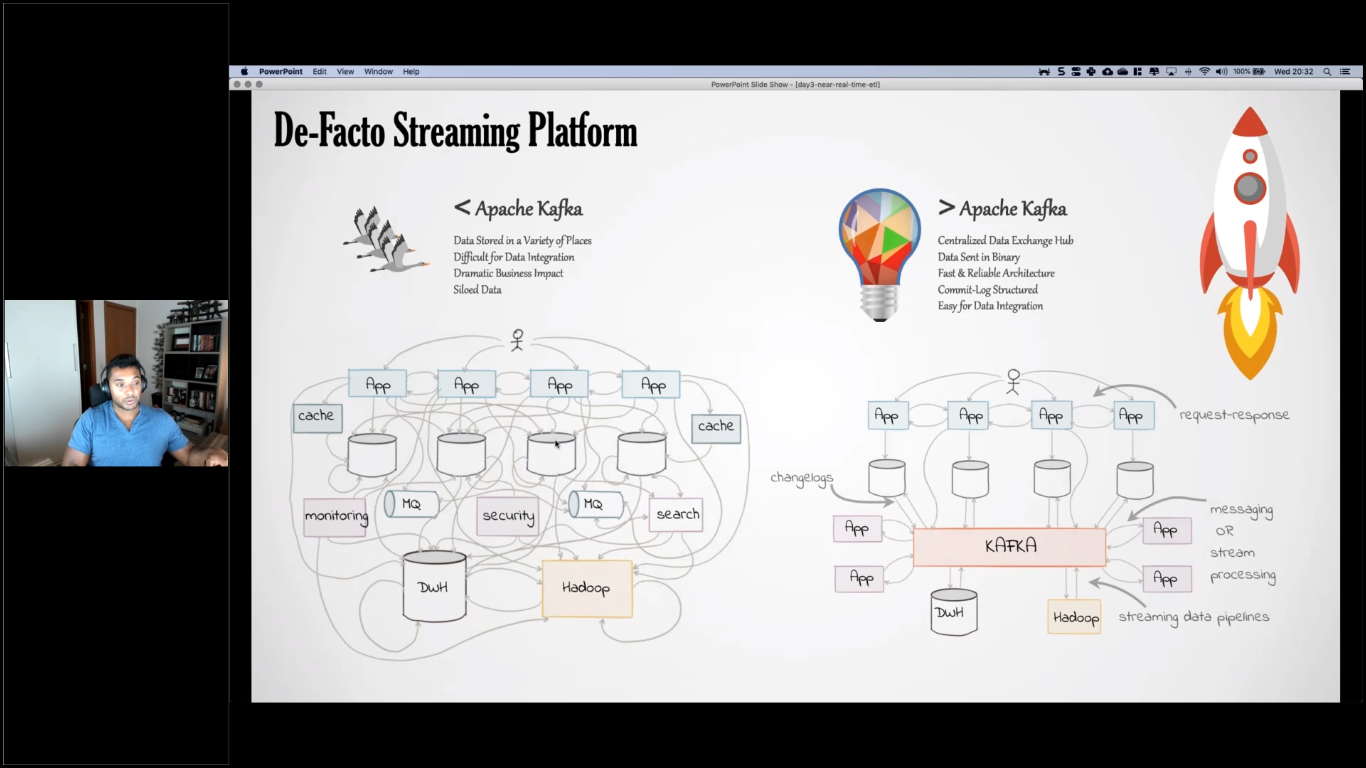 PowerPoint Edit View Window Help
100% Wed 20:32
PowerPoint Slide Show - [day3-near-real-time-etl]
De-Facto Streaming Platform
< Apache Kafka
Data Stored in a Variety of Places
Difficult for Data Integration
Dramatic Business Impact
Siloed Data
> Apache Kafka
Centralized Data Exchange Hub
Data Sent in Binary
Fast & Reliable Architecture
Commit-Log Structured
Easy for Data Integration
App App App App
cache
cache
MQ MQ
monitoring security search
DWH
Hadoop
App App App App
request-response
changelogs
messaging
OR
stream
processing
App App
KAFKA
App App
DWH
Hadoop
streaming data pipelines